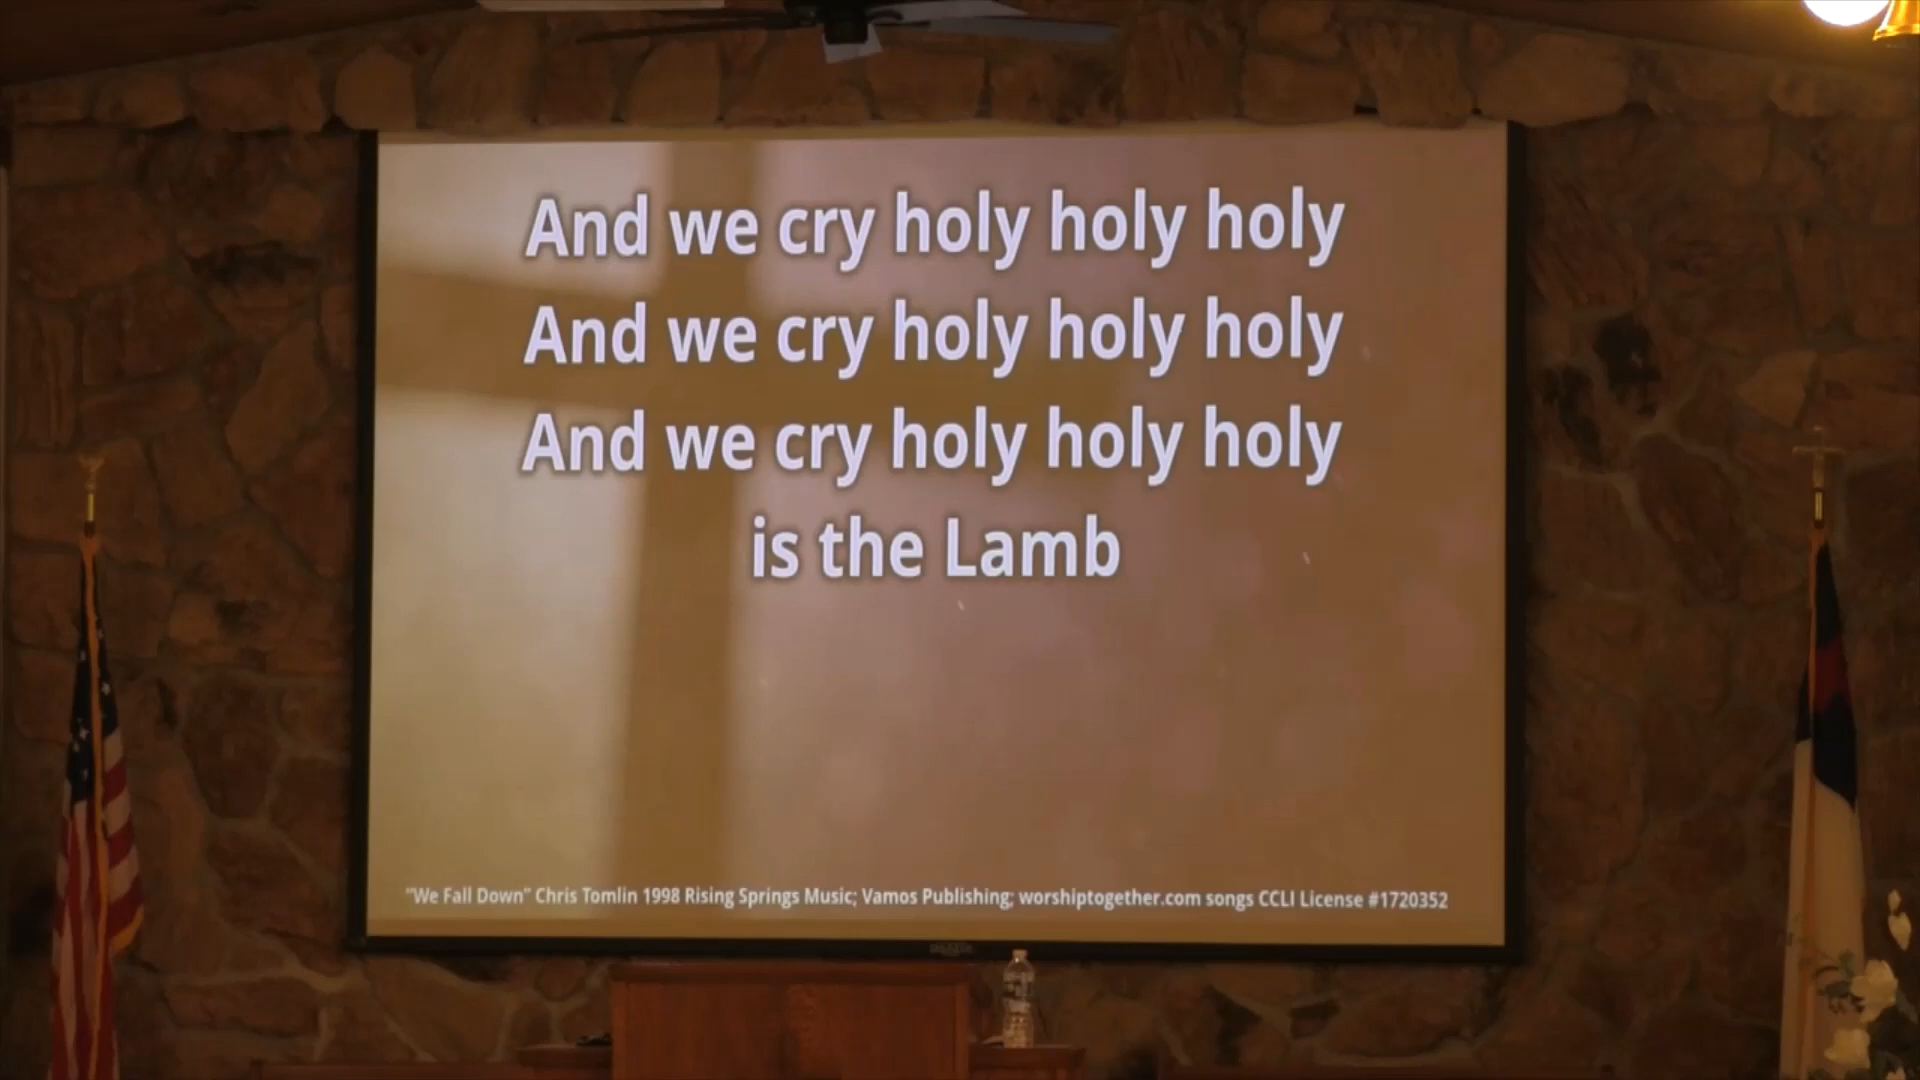 And we cry holy holy holy
And we cry holy holy holy
And we cry holy holy holy
is the Lamb
"We Fall Down" Chris Tomlin 1998 Rising Springs Music; Vamos Publishing; worshiptogether.com songs CCLI License #1720352